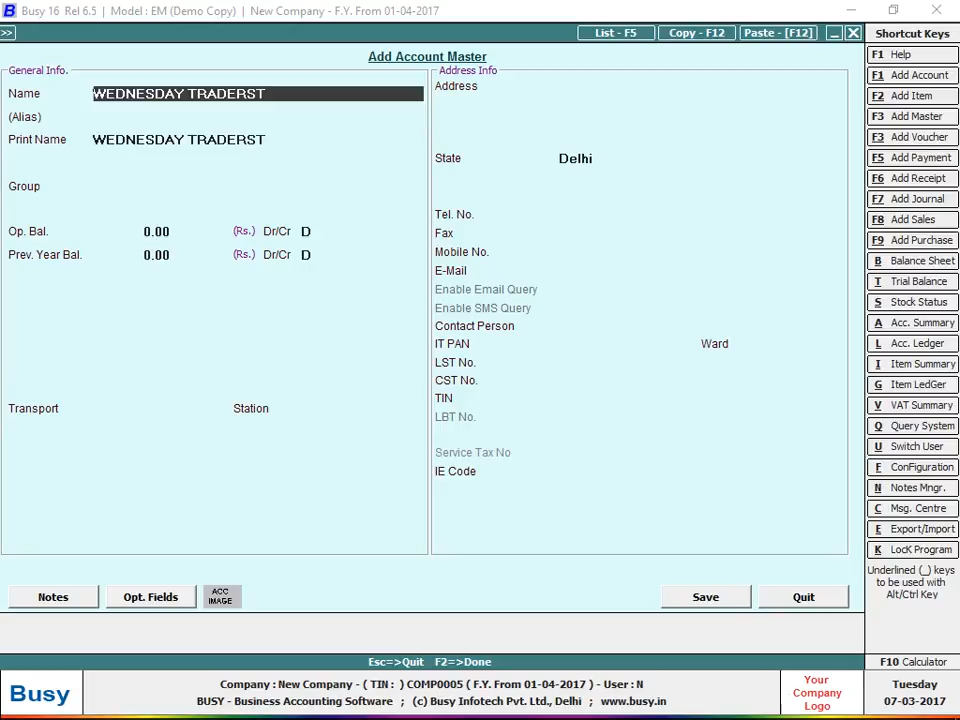 Busy 16 Rel 6.5 | Model : EM (Demo Copy) | New Company - F.Y. From 01-04-2017
>>
List - F5
Copy - F12
Paste - [F12]
Shortcut Keys
Add Account Master
General Info.
Name WEDNESDAY TRADERST
(Alias)
Print Name WEDNESDAY TRADERST
Group
Op. Bal. 0.00 (Rs.) Dr/Cr D
Prev. Year Bal. 0.00 (Rs.) Dr/Cr D
Transport Station
Address Info
Address
State Delhi
Tel. No.
Fax
Mobile No.
E-Mail
Enable Email Query
Enable SMS Query
Contact Person
IT PAN Ward
LST No.
CST No.
TIN
LBT No.
Service Tax No
IE Code
F1 Help
F1 Add Account
F2 Add Item
F3 Add Master
F3 Add Voucher
F5 Add Payment
F6 Add Receipt
F7 Add Journal
F8 Add Sales
F9 Add Purchase
B Balance Sheet
T Trial Balance
S Stock Status
A Acc. Summary
L Acc. Ledger
I Item Summary
G Item LedGer
V VAT Summary
Q Query System
U Switch User
F ConFiguration
N Notes Mngr.
C Msg. Centre
E Export/Import
K LocK Program
Underlined (_) keys
to be used with
Alt/Ctrl Key
Notes
Opt. Fields
ACC
IMAGE
Save
Quit
Esc=>Quit F2=>Done
F10 Calculator
Busy
Company : New Company - ( TIN : ) COMP0005 ( F.Y. From 01-04-2017 ) - User : N
BUSY - Business Accounting Software ; (c) Busy Infotech Pvt. Ltd., Delhi ; www.busy.in
Your
Company
Logo
Tuesday
07-03-2017